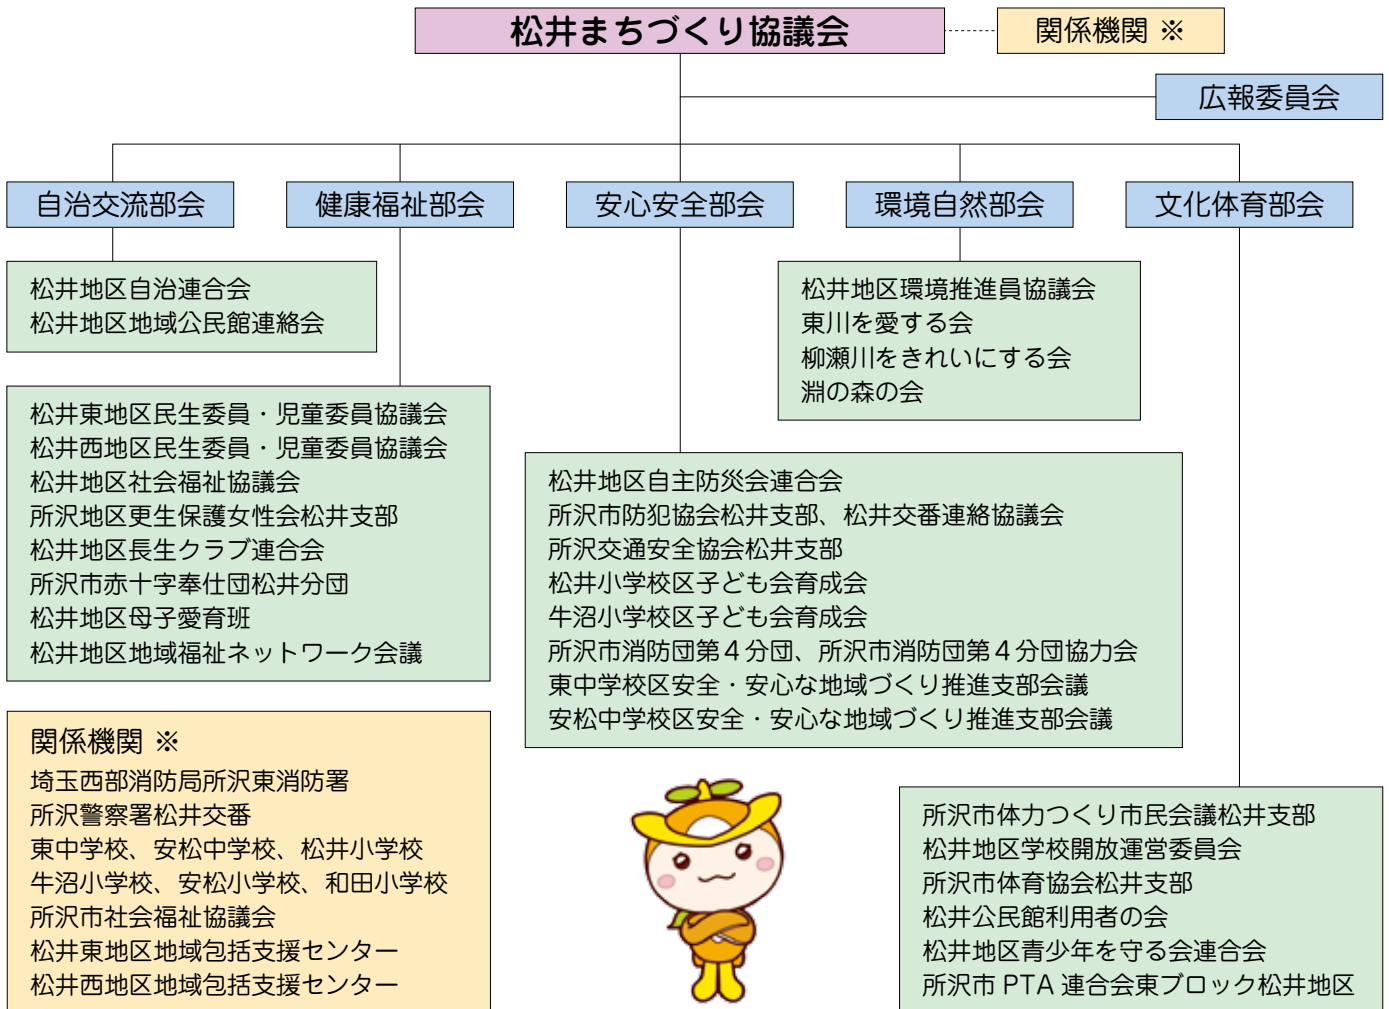 松井まちづくり協議会
関係機関 ※
広報委員会
自治交流部会
健康福祉部会
安心安全部会
環境自然部会
文化体育部会
松井地区自治連合会
松井地区地域公民館連絡会
松井東地区民生委員・児童委員協議会
松井西地区民生委員・児童委員協議会
松井地区社会福祉協議会
所沢地区更生保護女性会松井支部
松井地区長生クラブ連合会
所沢市赤十字奉仕団松井分団
松井地区母子愛育班
松井地区地域福祉ネットワーク会議
松井地区自主防災会連合会
所沢市防犯協会松井支部、松井交番連絡協議会
所沢交通安全協会松井支部
松井小学校区子ども会育成会
牛沼小学校区子ども会育成会
所沢市消防団第４分団、所沢市消防団第４分団協力会
東中学校区安全・安心な地域づくり推進支部会議
安松中学校区安全・安心な地域づくり推進支部会議
松井地区環境推進員協議会
東川を愛する会
柳瀬川をきれいにする会
淵の森の会
所沢市体力つくり市民会議松井支部
松井地区学校開放運営委員会
所沢市体育協会松井支部
松井公民館利用者の会
松井地区青少年を守る会連合会
所沢市 PTA 連合会東ブロック松井地区
関係機関 ※
埼玉西部消防局所沢東消防署
所沢警察署松井交番
東中学校、安松中学校、松井小学校
牛沼小学校、安松小学校、和田小学校
所沢市社会福祉協議会
松井東地区地域包括支援センター
松井西地区地域包括支援センター